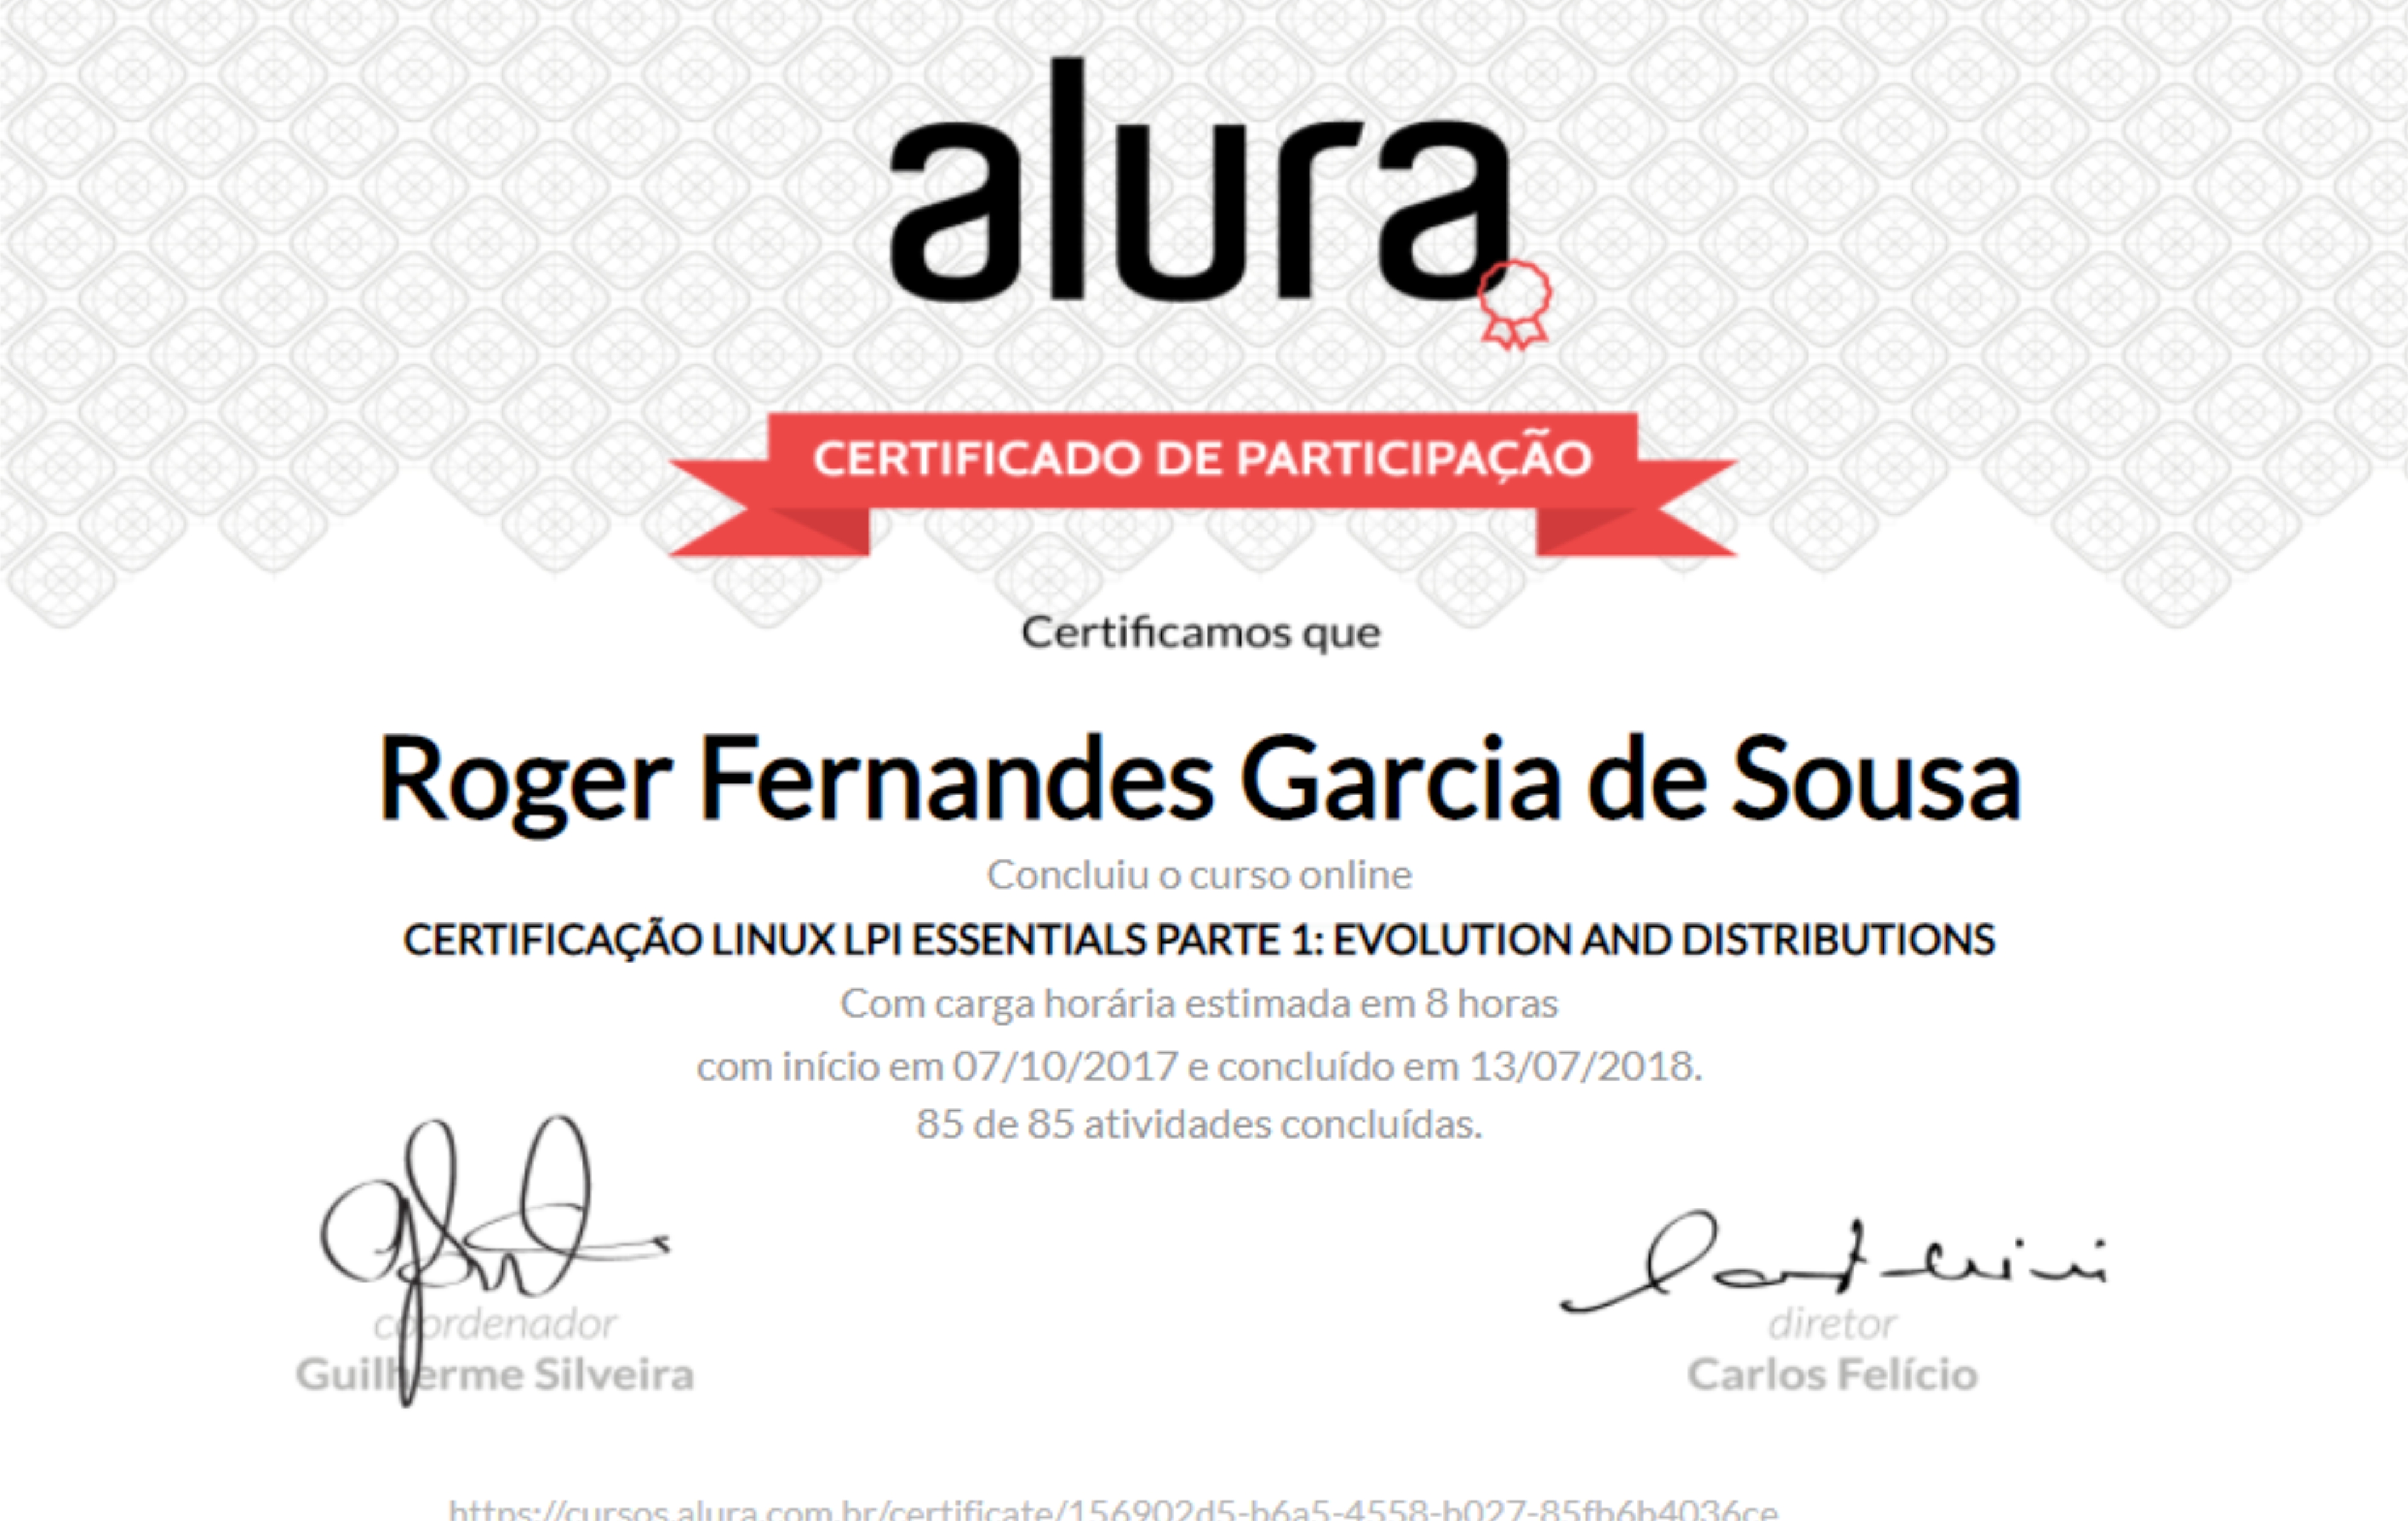 alura
CERTIFICADO DE PARTICIPAÇÃO
Certificamos que
Roger Fernandes Garcia de Sousa
Concluiu o curso online
CERTIFICAÇÃO LINUX LPI ESSENTIALS PARTE 1: EVOLUTION AND DISTRIBUTIONS
Com carga horária estimada em 8 horas
com início em 07/10/2017 e concluído em 13/07/2018.
85 de 85 atividades concluídas.
coordenador
Guilherme Silveira
diretor
Carlos Felício
https://cursos.alura.com.br/certificate/156902d5-b6a5-4558-b027-85fb6b4036ce